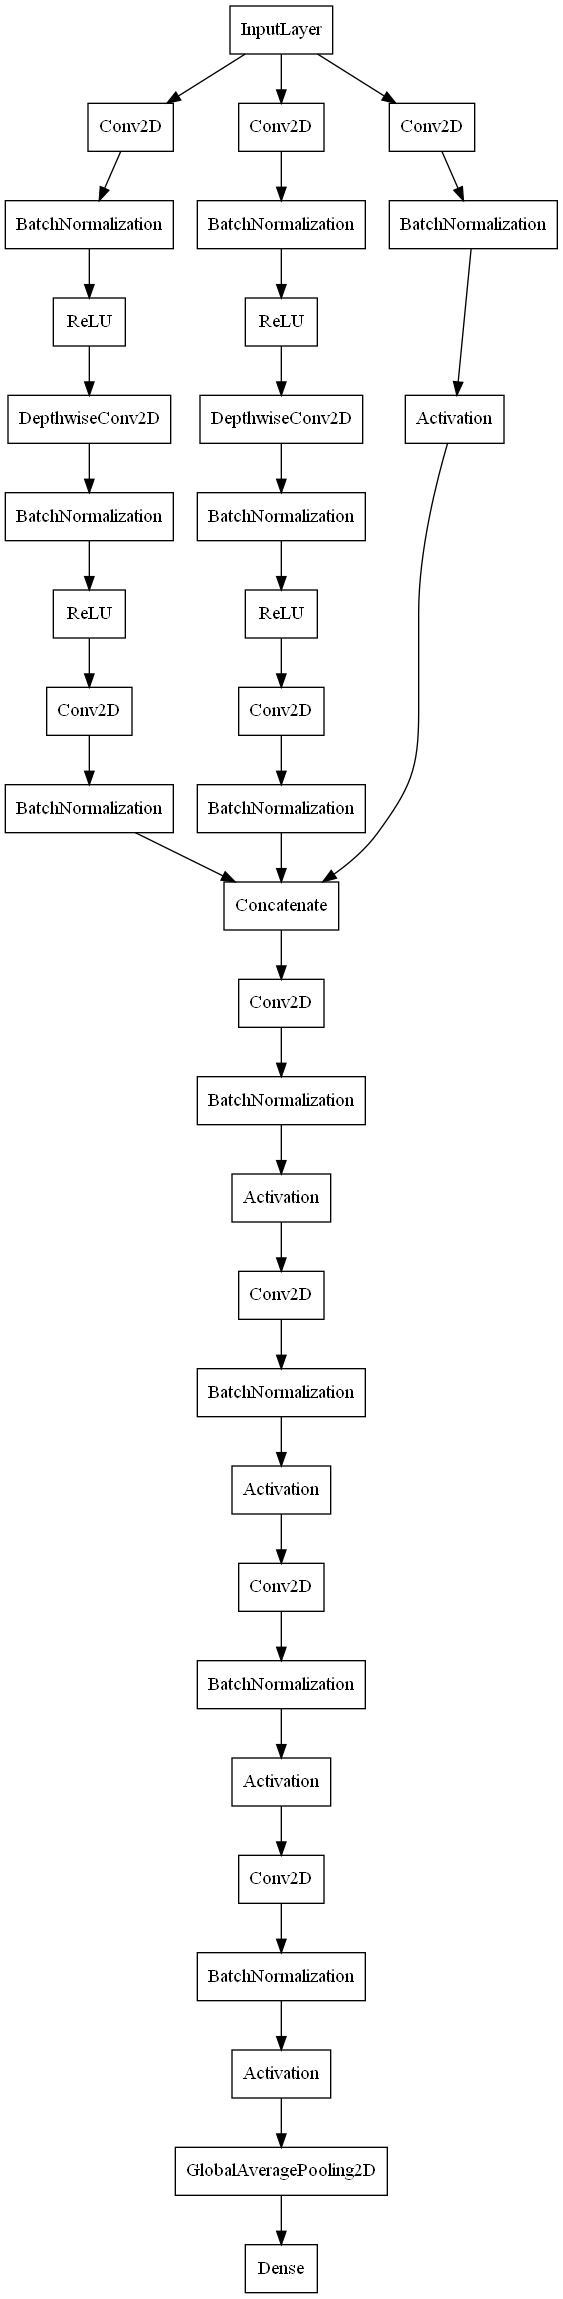 InputLayer
Conv2D
Conv2D
Conv2D
BatchNormalization
BatchNormalization
BatchNormalization
ReLU
ReLU
DepthwiseConv2D
DepthwiseConv2D
Activation
BatchNormalization
BatchNormalization
ReLU
ReLU
Conv2D
Conv2D
BatchNormalization
BatchNormalization
Concatenate
Conv2D
BatchNormalization
Activation
Conv2D
BatchNormalization
Activation
Conv2D
BatchNormalization
Activation
Conv2D
BatchNormalization
Activation
GlobalAveragePooling2D
Dense